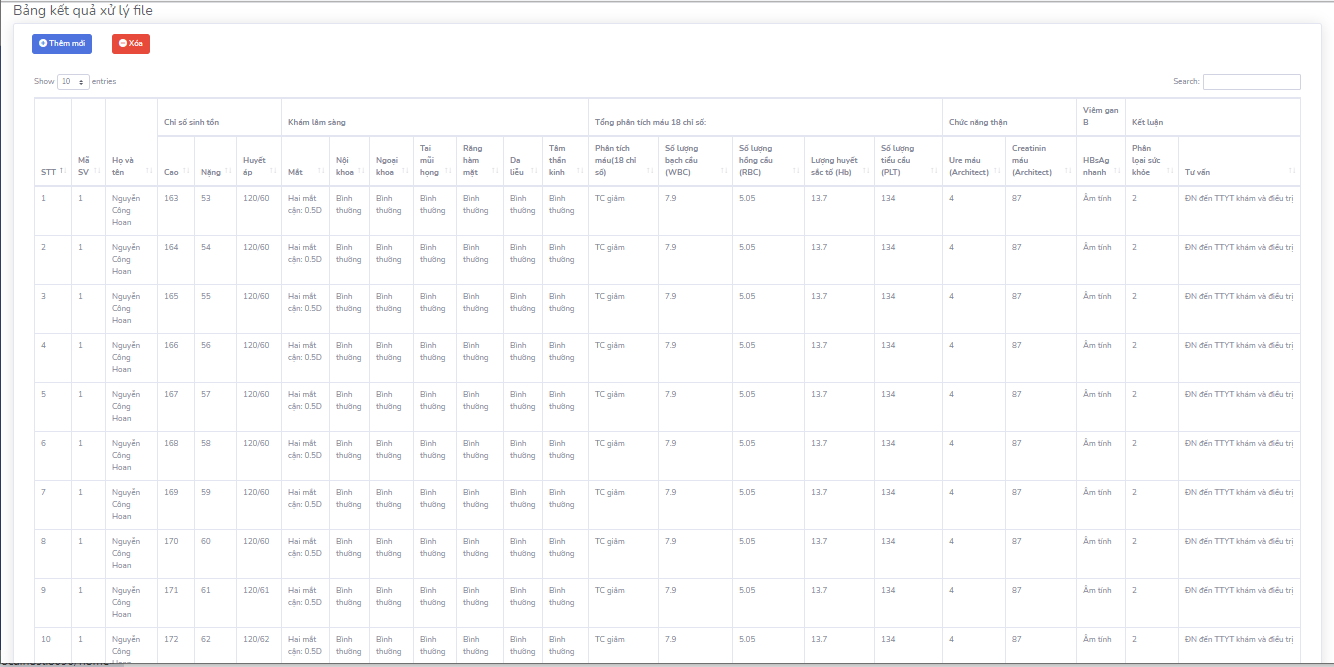 Bảng kết quả xử lý file
Thêm mới Xóa
Show 10 entries Search:
Chỉ số sinh tồn Khám lâm sàng Tổng phân tích máu 18 chỉ số: Chức năng thận Viêm gan B Kết luận
STT Mã SV Họ và tên Cao Nặng Huyết áp Mắt Nội khoa Ngoại khoa Tai mũi họng Răng hàm mặt Da liễu Tâm thần kinh Phân tích máu(18 chỉ số) Số lượng bạch cầu (WBC) Số lượng hồng cầu (RBC) Lượng huyết sắc tố (Hb) Số lượng tiểu cầu (PLT) Ure máu (Architect) Creatinin máu (Architect) HBsAg nhanh Phân loại sức khỏe Tư vấn
1 1 Nguyễn Công Hoan 163 53 120/60 Hai mắt cận: 0.5D Bình thường Bình thường Bình thường Bình thường Bình thường Bình thường TC giảm 7.9 5.05 13.7 134 4 87 Âm tính 2 ĐN đến TTYT khám và điều trị
2 1 Nguyễn Công Hoan 164 54 120/60 Hai mắt cận: 0.5D Bình thường Bình thường Bình thường Bình thường Bình thường Bình thường TC giảm 7.9 5.05 13.7 134 4 87 Âm tính 2 ĐN đến TTYT khám và điều trị
3 1 Nguyễn Công Hoan 165 55 120/60 Hai mắt cận: 0.5D Bình thường Bình thường Bình thường Bình thường Bình thường Bình thường TC giảm 7.9 5.05 13.7 134 4 87 Âm tính 2 ĐN đến TTYT khám và điều trị
4 1 Nguyễn Công Hoan 166 56 120/60 Hai mắt cận: 0.5D Bình thường Bình thường Bình thường Bình thường Bình thường Bình thường TC giảm 7.9 5.05 13.7 134 4 87 Âm tính 2 ĐN đến TTYT khám và điều trị
5 1 Nguyễn Công Hoan 167 57 120/60 Hai mắt cận: 0.5D Bình thường Bình thường Bình thường Bình thường Bình thường Bình thường TC giảm 7.9 5.05 13.7 134 4 87 Âm tính 2 ĐN đến TTYT khám và điều trị
6 1 Nguyễn Công Hoan 168 58 120/60 Hai mắt cận: 0.5D Bình thường Bình thường Bình thường Bình thường Bình thường Bình thường TC giảm 7.9 5.05 13.7 134 4 87 Âm tính 2 ĐN đến TTYT khám và điều trị
7 1 Nguyễn Công Hoan 169 59 120/60 Hai mắt cận: 0.5D Bình thường Bình thường Bình thường Bình thường Bình thường Bình thường TC giảm 7.9 5.05 13.7 134 4 87 Âm tính 2 ĐN đến TTYT khám và điều trị
8 1 Nguyễn Công Hoan 170 60 120/60 Hai mắt cận: 0.5D Bình thường Bình thường Bình thường Bình thường Bình thường Bình thường TC giảm 7.9 5.05 13.7 134 4 87 Âm tính 2 ĐN đến TTYT khám và điều trị
9 1 Nguyễn Công Hoan 171 61 120/61 Hai mắt cận: 0.5D Bình thường Bình thường Bình thường Bình thường Bình thường Bình thường TC giảm 7.9 5.05 13.7 134 4 87 Âm tính 2 ĐN đến TTYT khám và điều trị
10 1 Nguyễn Công 172 62 120/62 Hai mắt cận: 0.5D Bình thường Bình thường Bình thường Bình thường Bình thường Bình thường TC giảm 7.9 5.05 13.7 134 4 87 Âm tính 2 ĐN đến TTYT khám và điều trị